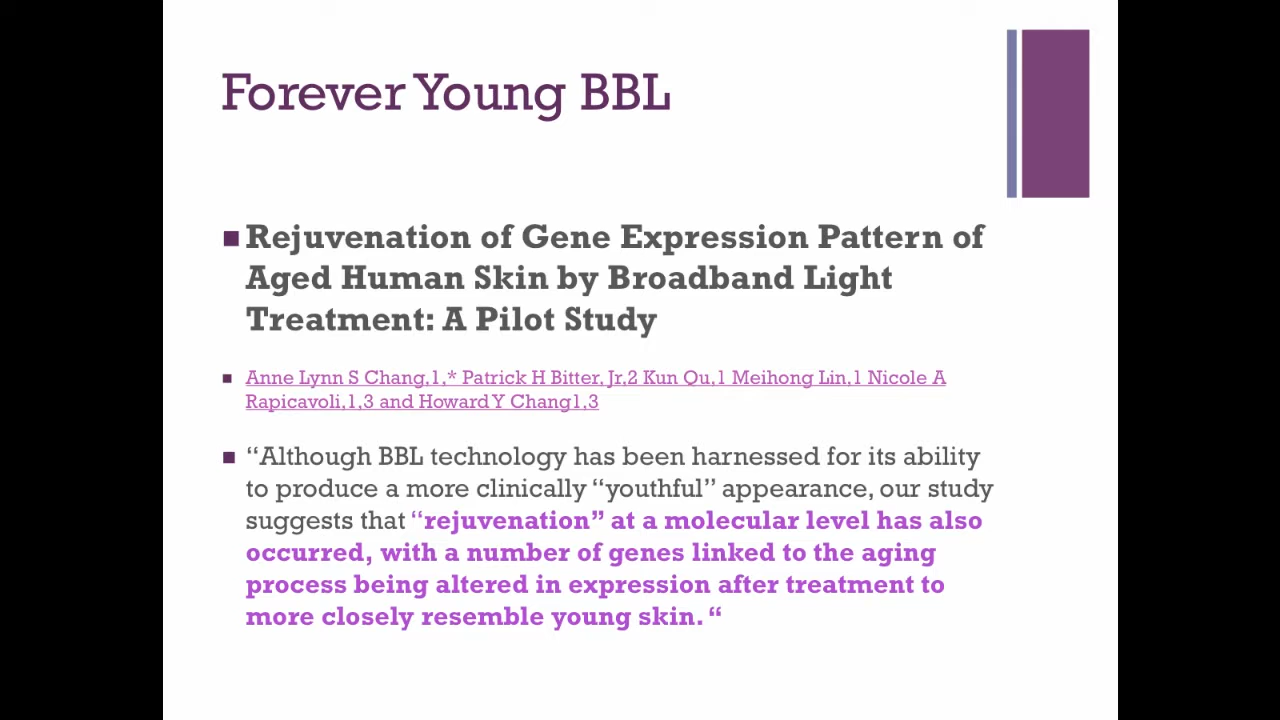 Forever Young BBL
Rejuvenation of Gene Expression Pattern of
Aged Human Skin by Broadband Light
Treatment: A Pilot Study
Anne Lynn S Chang,1,* Patrick H Bitter, Jr,2 Kun Qu,1 Meihong Lin,1 Nicole A
Rapicavoli,1,3 and Howard Y Chang1,3
“Although BBL technology has been harnessed for its ability
to produce a more clinically “youthful” appearance, our study
suggests that “rejuvenation” at a molecular level has also
occurred, with a number of genes linked to the aging
process being altered in expression after treatment to
more closely resemble young skin. “